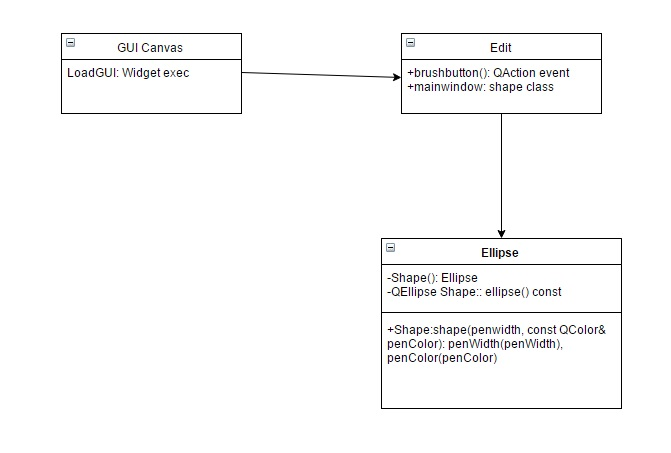 GUI Canvas
LoadGUI: Widget exec
Edit
+brushbutton(): QAction event
+mainwindow: shape class
Ellipse
-Shape(): Ellipse
-QEllipse Shape:: ellipse() const
+Shape:shape(penwidth, const QColor&
penColor): penWidth(penWidth),
penColor(penColor)